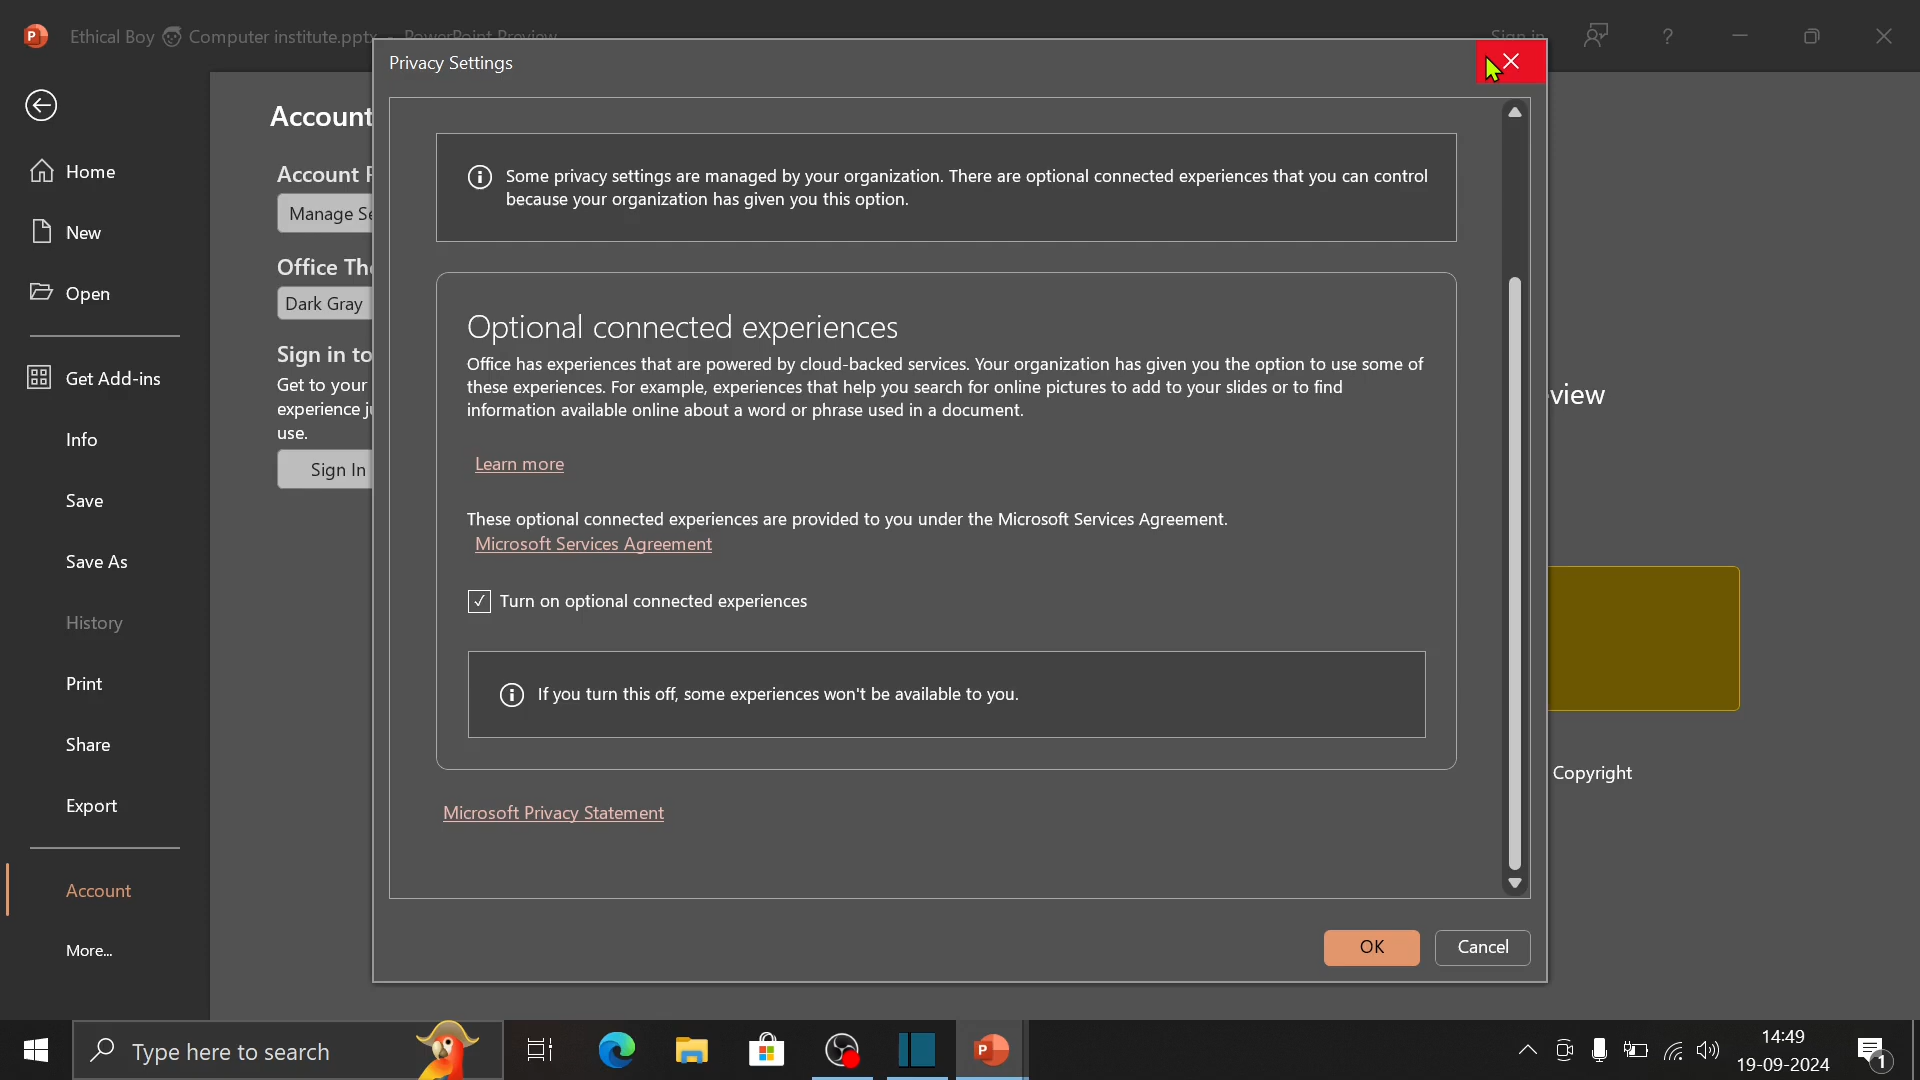 Ethical Boy Computer institute.pptx - PowerPoint Preview
Sign in
Privacy Settings
Home
New
Open
Get Add-ins
Info
Save
Save As
History
Print
Share
Export
Account
More...
Account
Account P
Manage Se
Office The
Dark Gray
Sign in to
Get to your
experience ju
use.
Sign In
Some privacy settings are managed by your organization. There are optional connected experiences that you can control
because your organization has given you this option.
Optional connected experiences
Office has experiences that are powered by cloud-backed services. Your organization has given you the option to use some of
these experiences. For example, experiences that help you search for online pictures to add to your slides or to find
information available online about a word or phrase used in a document.
Learn more
These optional connected experiences are provided to you under the Microsoft Services Agreement.
Microsoft Services Agreement
Turn on optional connected experiences
If you turn this off, some experiences won't be available to you.
Microsoft Privacy Statement
OK
Cancel
view
Copyright
Type here to search
14:49
19-09-2024
1